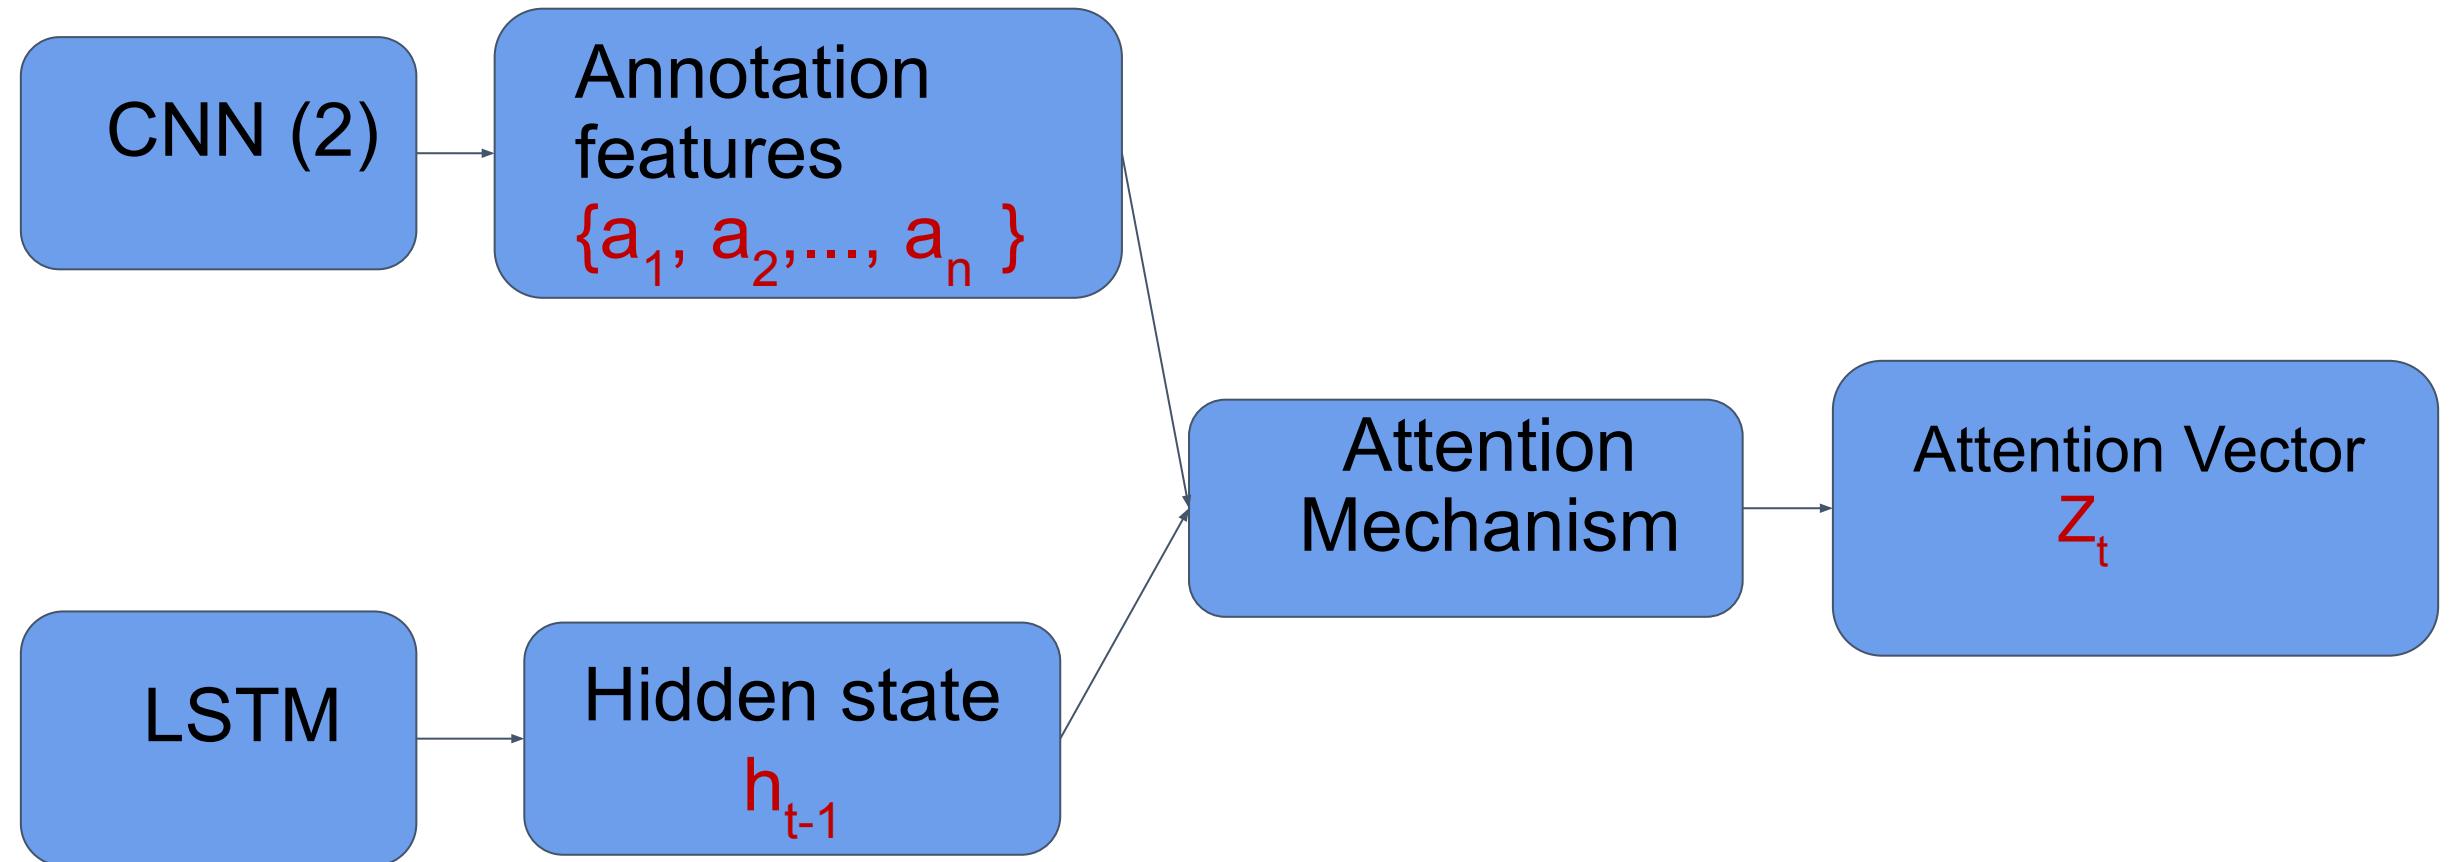 CNN (2)
Annotation
features
{a₁, a₂,..., aₙ }
Attention
Mechanism
Attention Vector
Zₜ
LSTM
Hidden state
hₜ₋₁